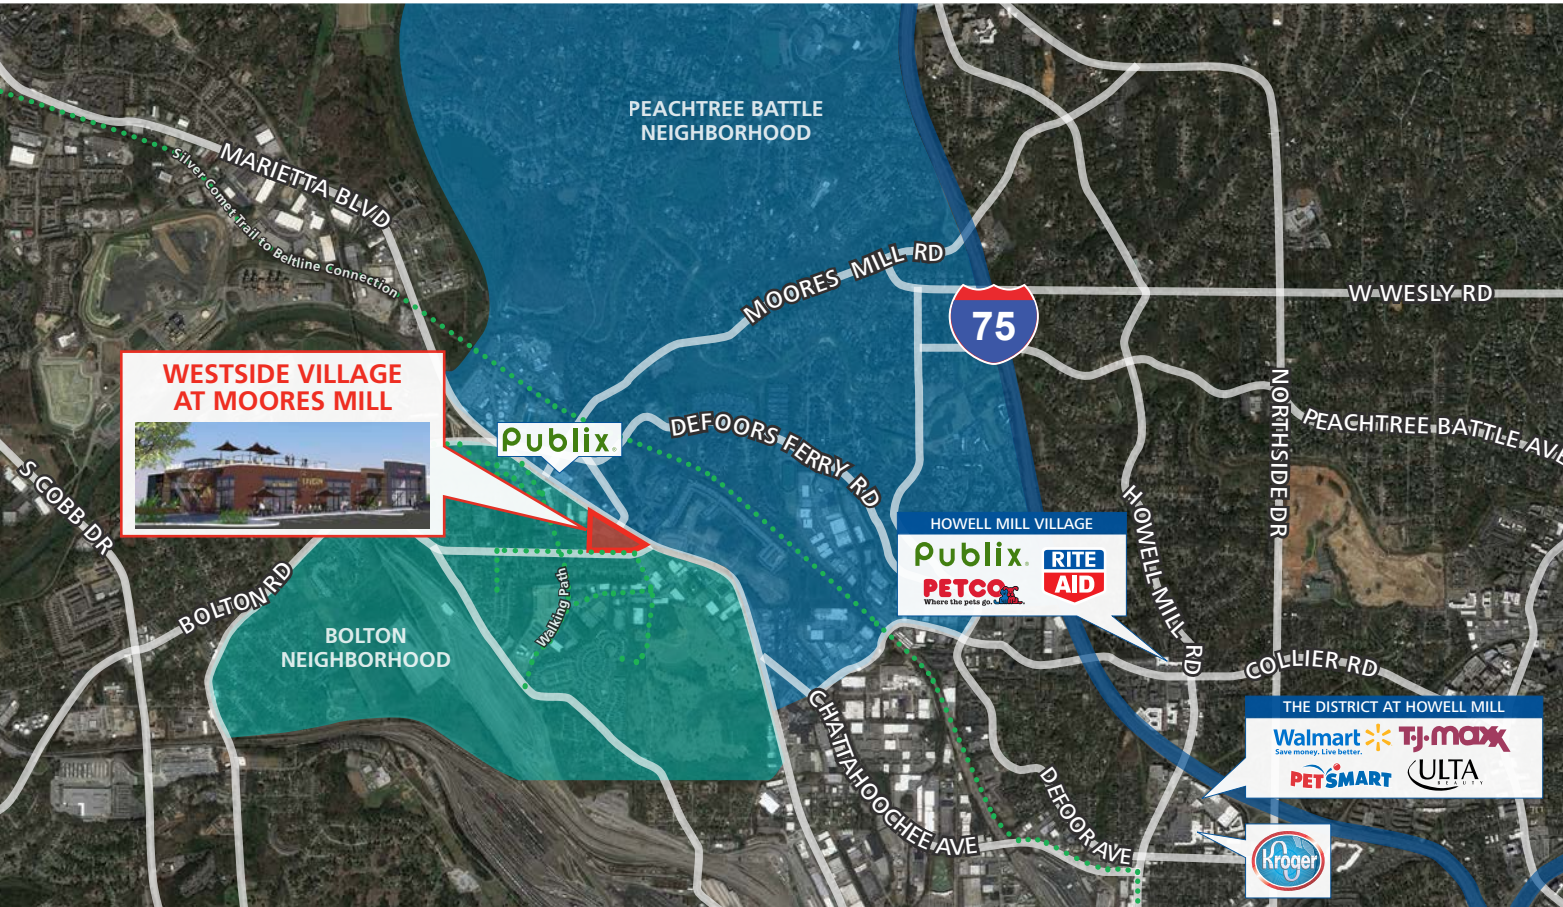 PEACHTREE BATTLE
NEIGHBORHOOD
MARIETTA BLVD
Silver Comet Trail to Beltline Connection
MOORES MILL RD
W WESLY RD
75
WESTSIDE VILLAGE
AT MOORES MILL
Publix
DEFOORS FERRY RD
NORTHSIDE DR
PEACHTREE BATTLE AVE
S COBB DR
HOWELL MILL RD
HOWELL MILL VILLAGE
Publix
RITE
AID
PETCO
Where the pets go.
BOLTON RD
Walking Path
BOLTON
NEIGHBORHOOD
COLLIER RD
CHATTAHOOCHEE AVE
THE DISTRICT AT HOWELL MILL
Walmart
Save money. Live better.
T.J.maxx
PETSMART
ULTA
BEAUTY
DEFOOR AVE
Kroger